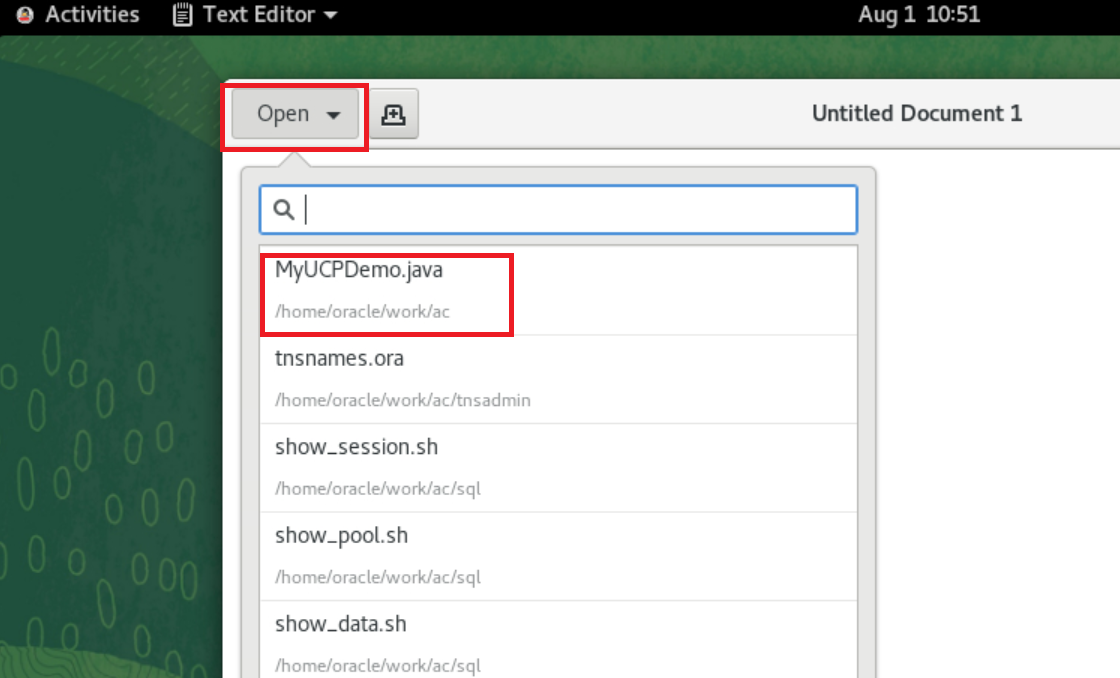 Activities Text Editor Aug 1 10:51
Open Untitled Document 1
MyUCPDemo.java
/home/oracle/work/ac
tnsnames.ora
/home/oracle/work/ac/tnsadmin
show_session.sh
/home/oracle/work/ac/sql
show_pool.sh
/home/oracle/work/ac/sql
show_data.sh
/home/oracle/work/ac/sql